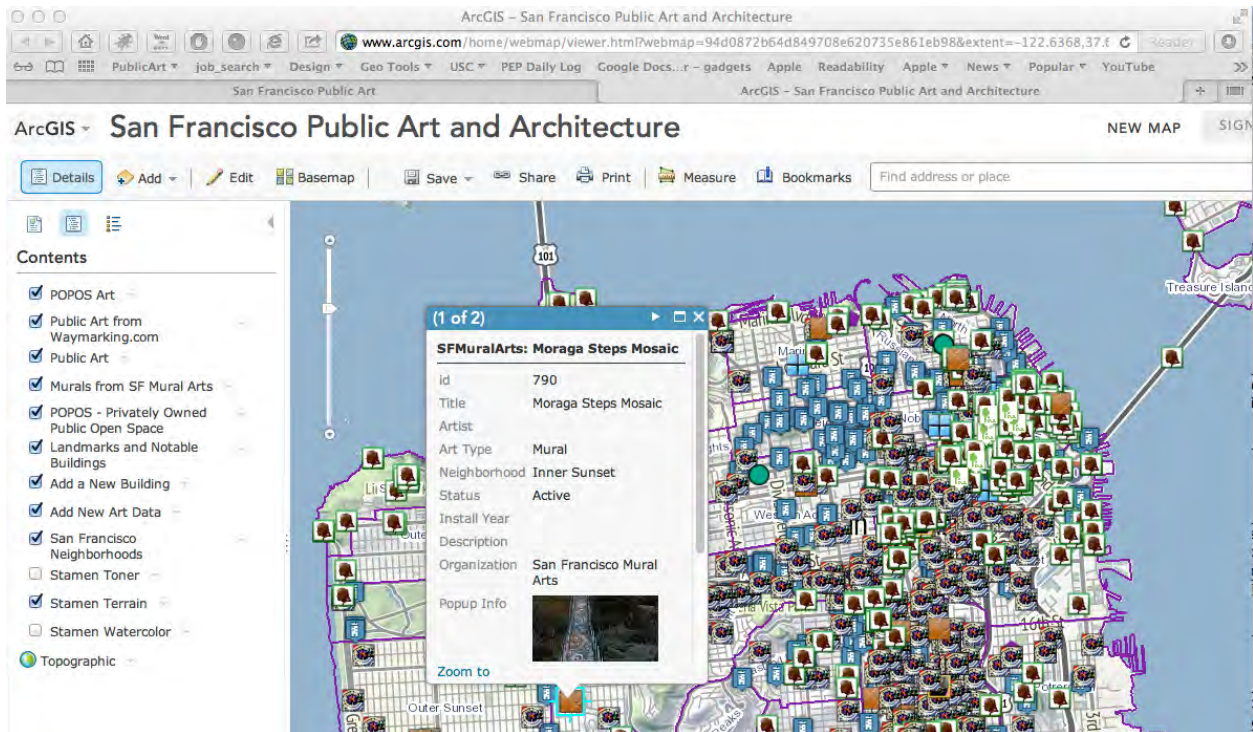 ArcGIS – San Francisco Public Art and Architecture
www.arcgis.com/home/webmap/viewer.html?webmap=94d0872b64d849708e620735e861eb98&extent=-122.6368,37.6
Reader
PublicArt job_search Design Geo Tools USC PEP Daily Log Google Docs...r – gadgets Apple Readability Apple News Popular YouTube
San Francisco Public Art
ArcGIS – San Francisco Public Art and Architecture
ArcGIS San Francisco Public Art and Architecture
NEW MAP
SIGN
Details Add Edit Basemap Save Share Print Measure Bookmarks Find address or place
Contents
POPOS Art
Public Art from
Waymarking.com
Public Art
Murals from SF Mural Arts
POPOS - Privately Owned
Public Open Space
Landmarks and Notable
Buildings
Add a New Building
Add New Art Data
San Francisco
Neighborhoods
Stamen Toner
Stamen Terrain
Stamen Watercolor
Topographic
101
Treasure Island
(1 of 2)
SFMuralArts: Moraga Steps Mosaic
id 790
Title Moraga Steps Mosaic
Artist
Art Type Mural
Neighborhood Inner Sunset
Status Active
Install Year
Description
Organization San Francisco Mural
Arts
Popup Info
Zoom to
Outer Sunset
16th St
3rd